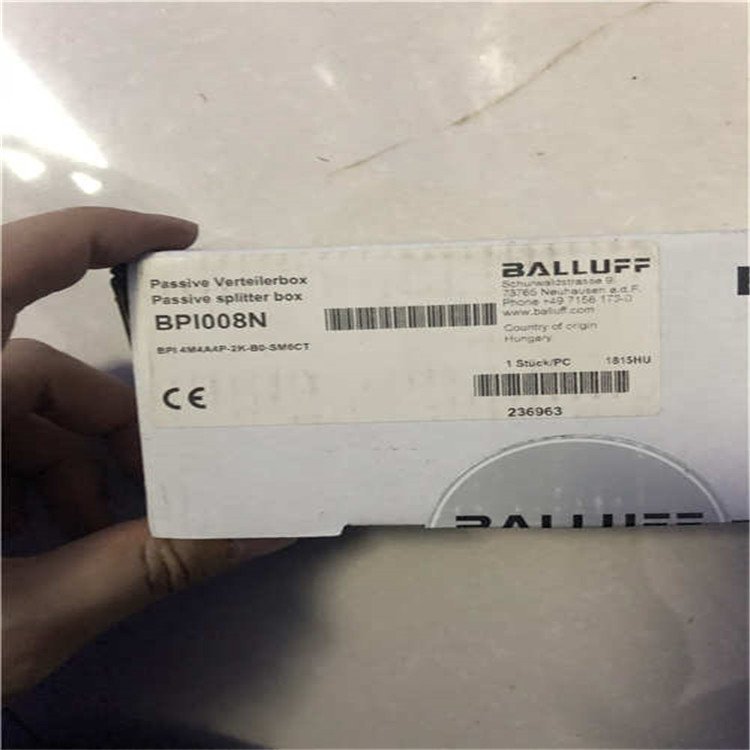 Passive Verteilerbox
Passive splitter box
BPI008N
BPI 4M4A4P-2K-B0-SM6CT
CE
BALLUFF
Schurwaldstrasse 9
73765 Neuhausen a.d.F.
Phone +49 7158 173-0
www.balluff.com
Country of origin
Hungary
1 Stück/PC 1815HU
236963
BALLUFF